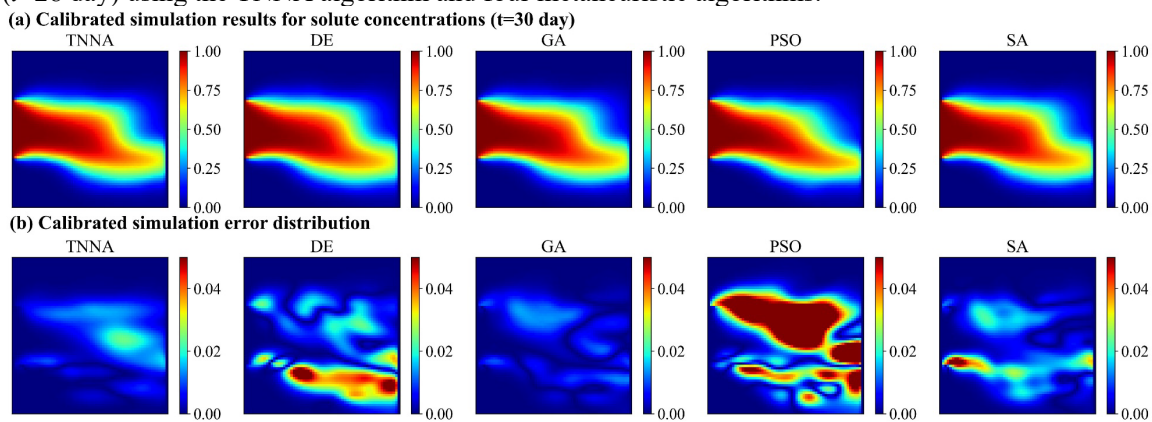 (a) Calibrated simulation results for solute concentrations (t=30 day)
TNNA DE GA PSO SA
1.00 1.00 1.00 1.00 1.00
0.75 0.75 0.75 0.75 0.75
0.50 0.50 0.50 0.50 0.50
0.25 0.25 0.25 0.25 0.25
0.00 0.00 0.00 0.00 0.00
(b) Calibrated simulation error distribution
TNNA DE GA PSO SA
0.04 0.04 0.04 0.04 0.04
0.02 0.02 0.02 0.02 0.02
0.00 0.00 0.00 0.00 0.00